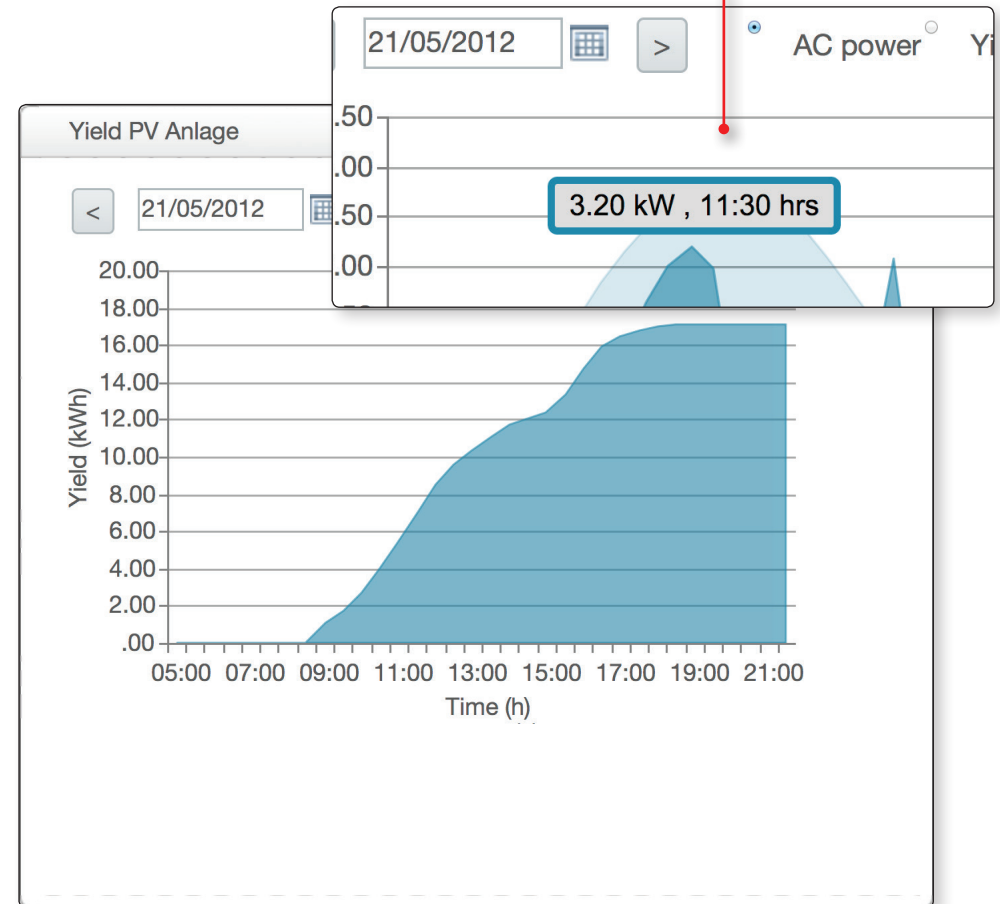 21/05/2012 > AC power Yi
.50
.00
.50
.00
3.20 kW , 11:30 hrs
Yield PV Anlage
< 21/05/2012
Yield (kWh)
20.00
18.00
16.00
14.00
12.00
10.00
8.00
6.00
4.00
2.00
.00
05:00 07:00 09:00 11:00 13:00 15:00 17:00 19:00 21:00
Time (h)